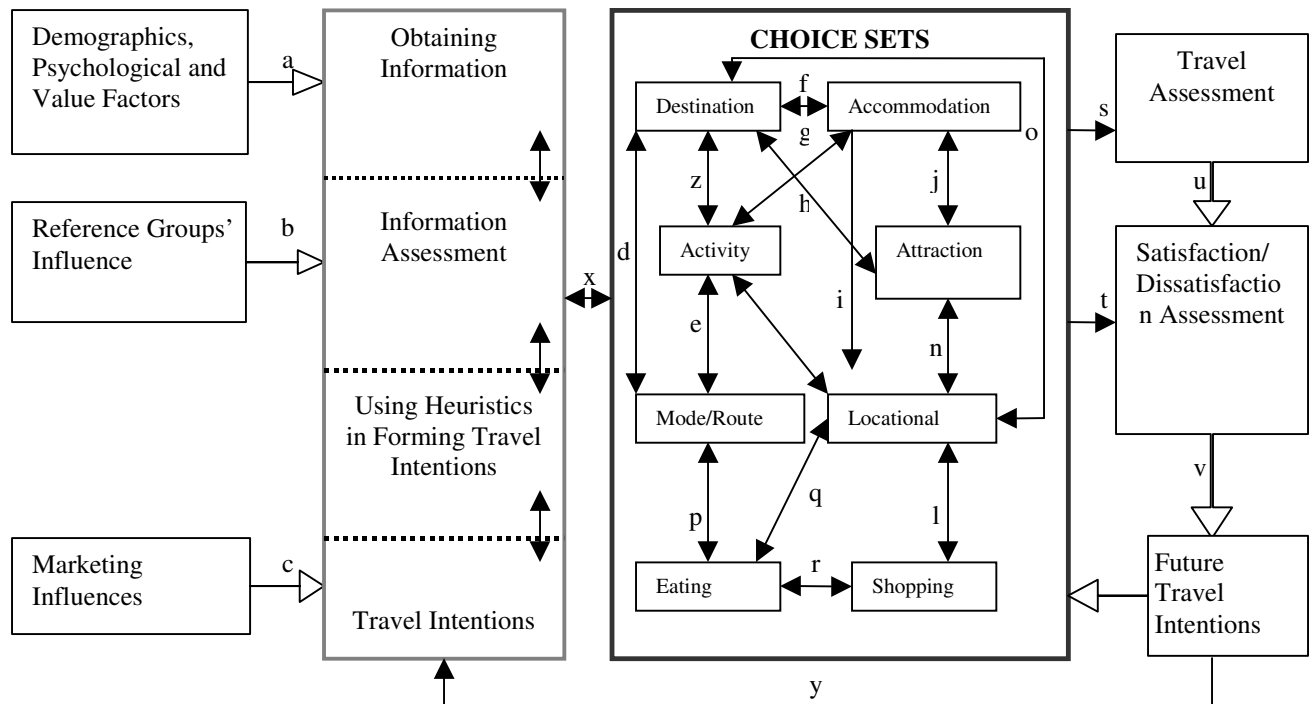 Demographics,
Psychological and
Value Factors
a
Reference Groups'
Influence
b
Marketing
Influences
c
Obtaining
Information
Information
Assessment
Using Heuristics
in Forming Travel
Intentions
Travel Intentions
x
CHOICE SETS
Destination
f
Accommodation
g
o
z
h
j
d
Activity
Attraction
e
i
n
Mode/Route
Locational
p
q
l
Eating
r
Shopping
y
s
Travel
Assessment
u
t
Satisfaction/
Dissatisfactio
n Assessment
v
Future
Travel
Intentions